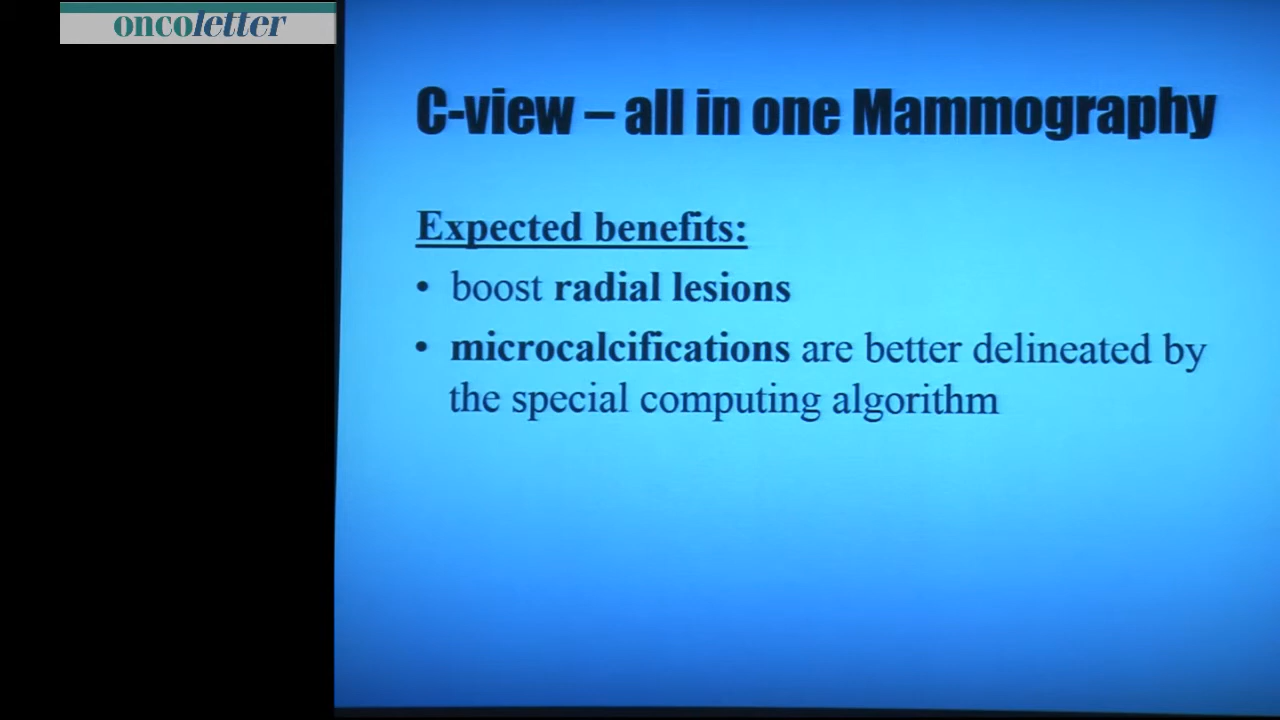 oncoletter
C-view – all in one Mammography
Expected benefits:
• boost radial lesions
• microcalcifications are better delineated by
the special computing algorithm